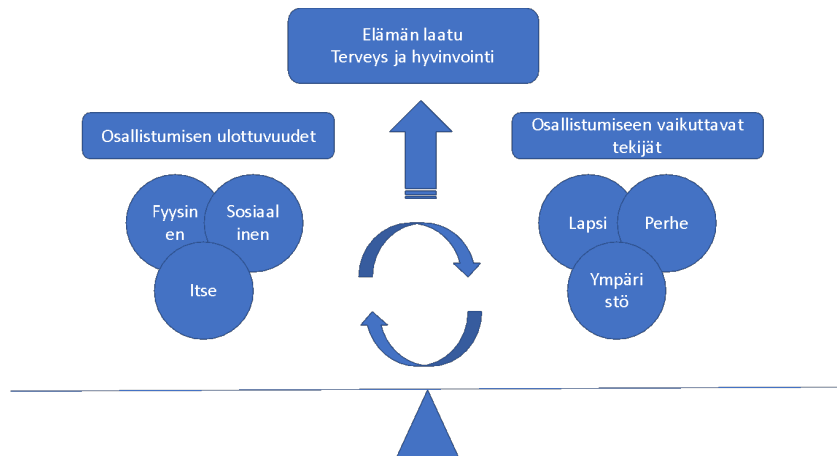 Elämän laatu
Terveys ja hyvinvointi
Osallistumisen ulottuvuudet
Osallistumiseen vaikuttavat
tekijät
Fyysin
en
Sosiaal
inen
Itse
Lapsi
Perhe
Ympäri
stö